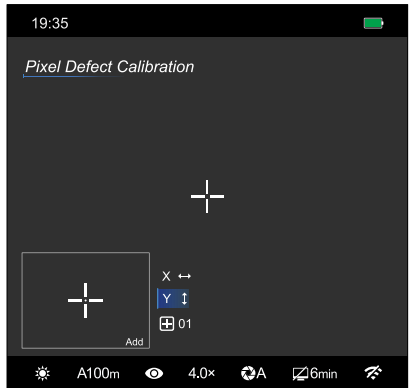 19:35
Pixel Defect Calibration
X ↔
Y ↕
01
Add
A100m 4.0× A 6min